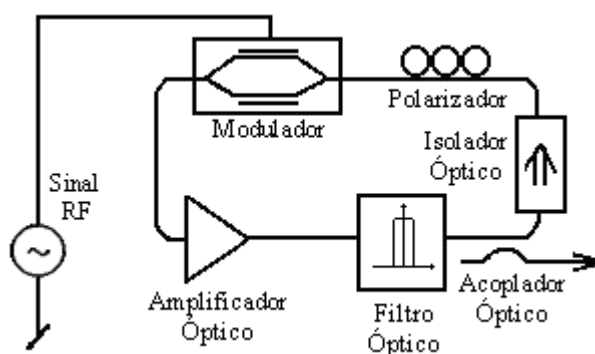 Modulador
Polarizador
Isolador
Óptico
Sinal
RF
Amplificador
Óptico
Filtro
Óptico
Acoplador
Óptico